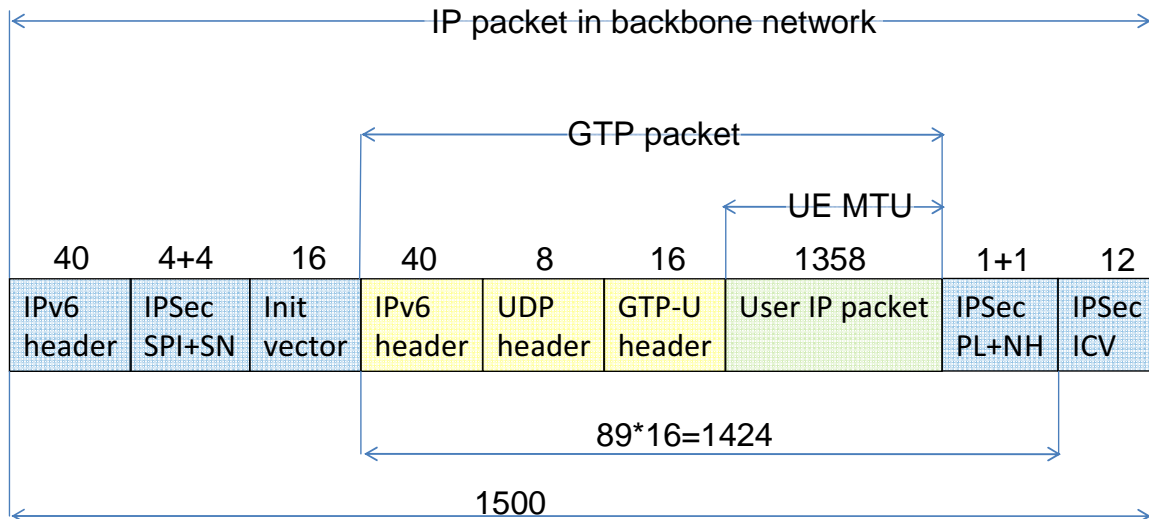 IP packet in backbone network
GTP packet
UE MTU
40 4+4 16 40 8 16 1358 1+1 12
IPv6 IPSec Init IPv6 UDP GTP-U User IP packet IPSec IPSec
header SPI+SN vector header header header PL+NH ICV
89*16=1424
1500